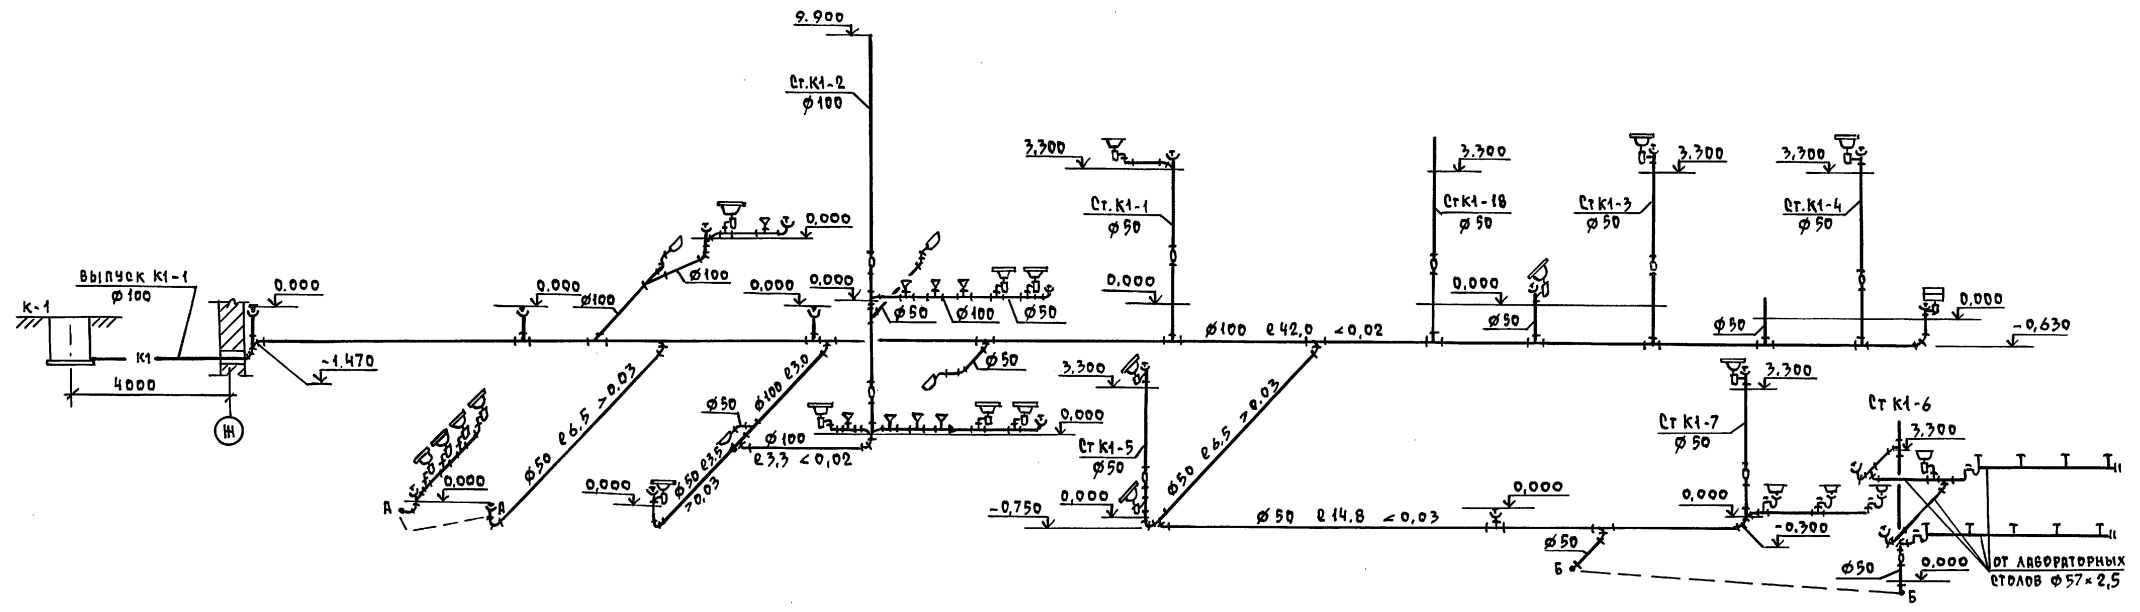 9.900
Ст.К1-2
ø100
3,300
Ст.К1-1
ø50
3.300
Ст К1-18
ø50
3,300
Ст К1-3
ø50
3,300
Ст.К1-4
ø50
0,000
ø100
ø100
выпуск К1-1
ø100
К-1
К1
4000
Ж
0.000
-1.470
0.000
0.000
0.000
ø50
ø100
ø50
0.000
ø100 ℓ42,0 <0,02
0,000
ø50
ø50
0,000
-0,630
ø50
ø50 ℓ6,5 >0.03
ø50
ø100 ℓ3.0
ø100
ℓ3,3 <0,02
ø50 ℓ3.5
>0.03
0,000
0,000
А
А
0,000
3,300
Ст К1-5
ø50
0,000
-0,750
ø50 ℓ6,5 >0.03
ø50 ℓ14,8 <0,03
0,000
ø50
Б
3,300
Ст К1-7
ø50
0,000
-0.300
Ст К1-6
3,300
ø50
0,000
Б
от лабораторных
столов ø57×2,5